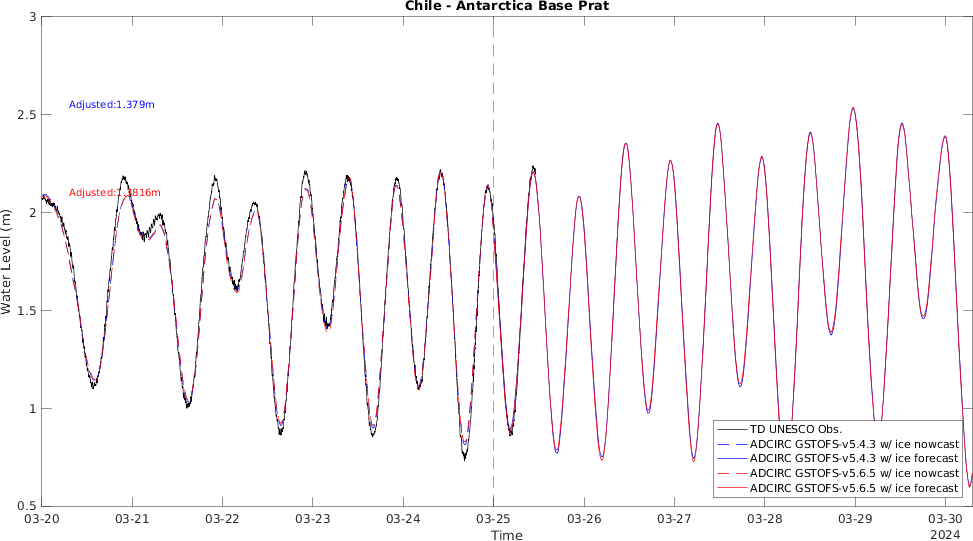 Chile - Antarctica Base Prat
3
2.5
2
1.5
1
0.5
Water Level (m)
Adjusted:1.379m
Adjusted:1.3816m
TD UNESCO Obs.
ADCIRC GSTOFS-v5.4.3 w/ ice nowcast
ADCIRC GSTOFS-v5.4.3 w/ ice forecast
ADCIRC GSTOFS-v5.6.5 w/ ice nowcast
ADCIRC GSTOFS-v5.6.5 w/ ice forecast
03-20 03-21 03-22 03-23 03-24 03-25 03-26 03-27 03-28 03-29 03-30
Time
2024